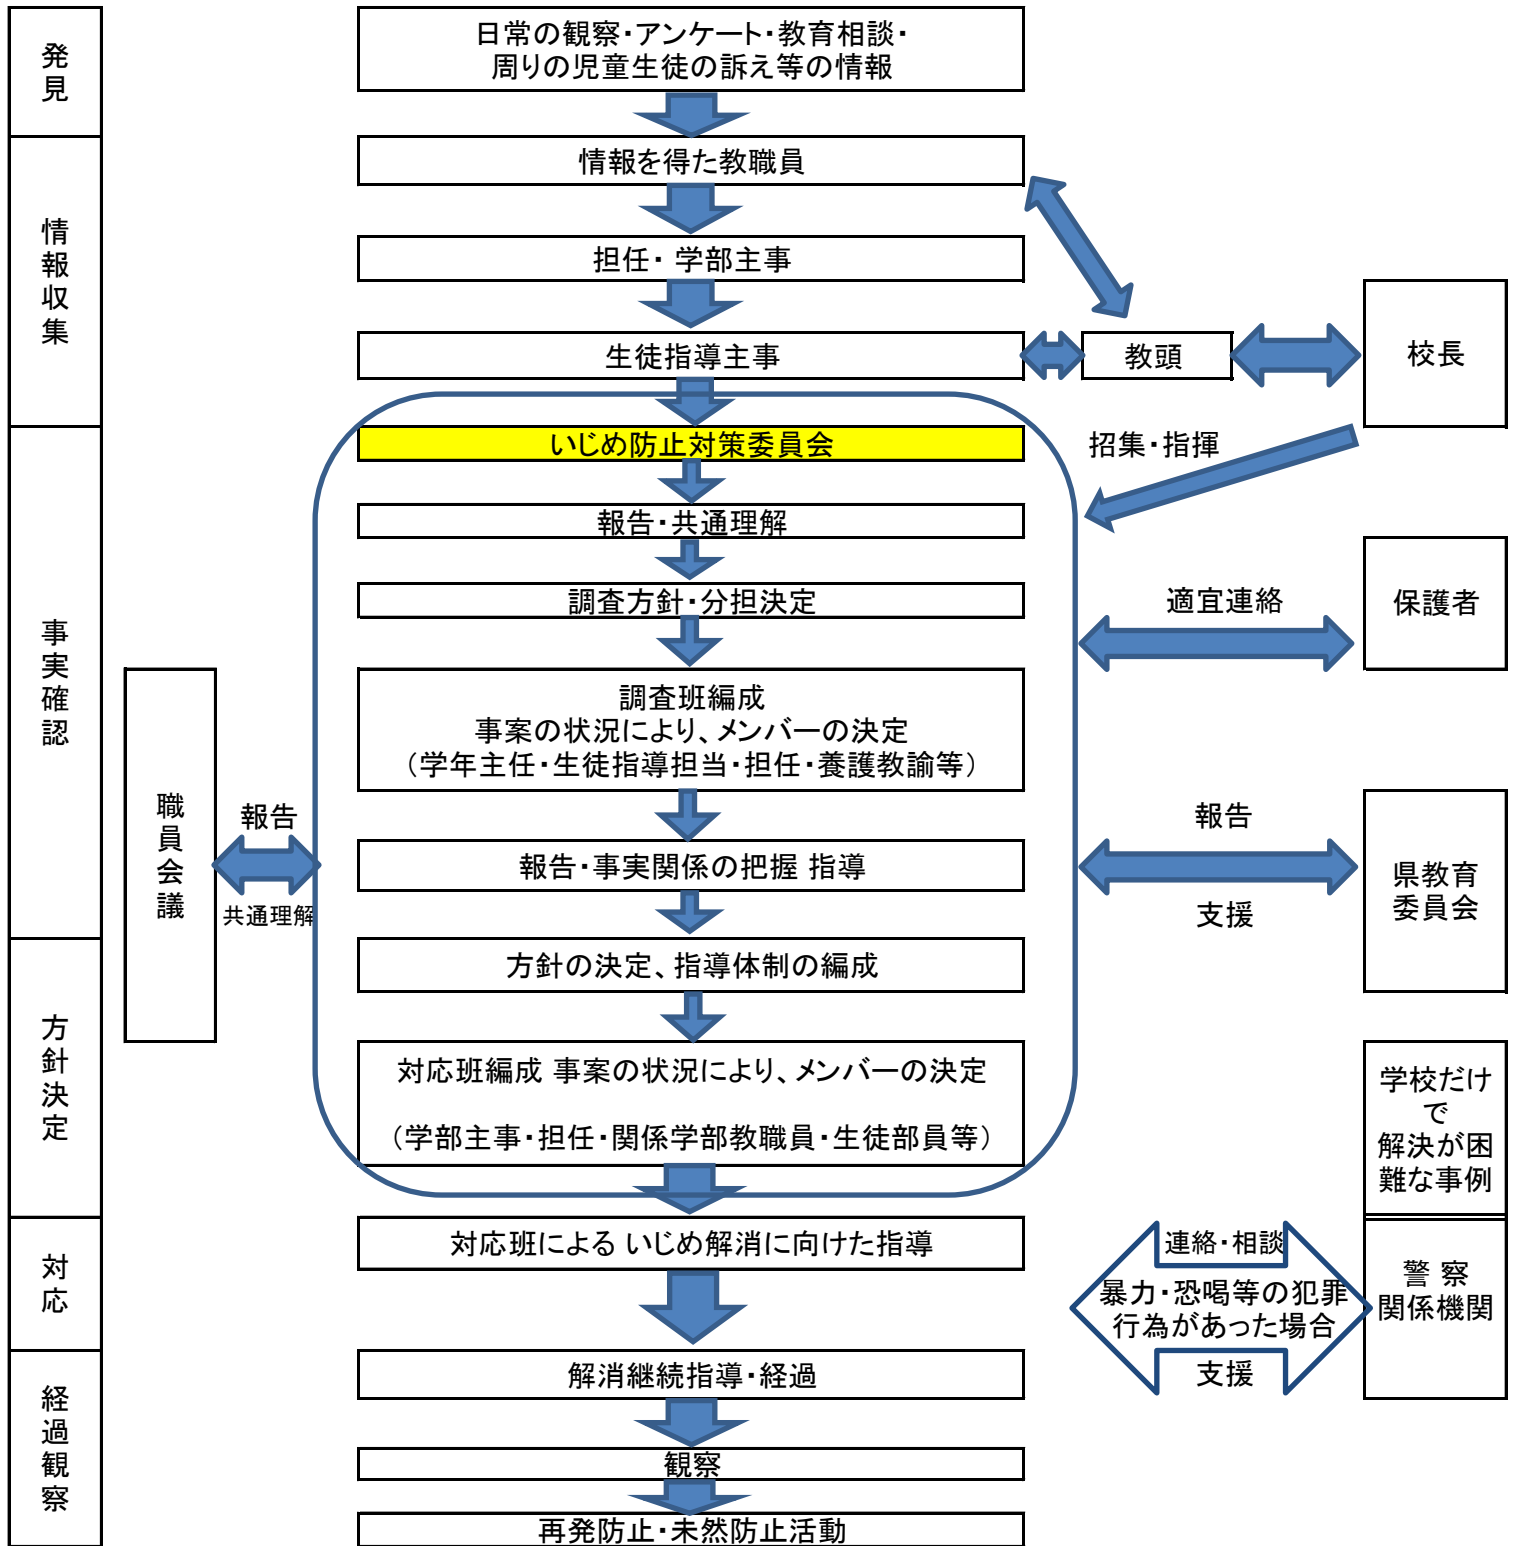 発見
日常の観察・アンケート・教育相談・
周りの児童生徒の訴え等の情報
情報収集
情報を得た教職員
担任・ 学部主事
生徒指導主事
教頭
校長
事実確認
いじめ防止対策委員会
招集・指揮
報告・共通理解
調査方針・分担決定
適宜連絡
保護者
調査班編成
事案の状況により、メンバーの決定
（学年主任・生徒指導担当・担任・養護教諭等）
職員会議
報告
共通理解
報告・事実関係の把握 指導
報告
支援
県教育
委員会
方針決定
方針の決定、指導体制の編成
対応班編成 事案の状況により、メンバーの決定
（学部主事・担任・関係学部教職員・生徒部員等）
学校だけ
で
解決が困
難な事例
対応
対応班による いじめ解消に向けた指導
連絡・相談
暴力・恐喝等の犯罪
行為があった場合
支援
警 察
関係機関
経過観察
解消継続指導・経過
観察
再発防止・未然防止活動